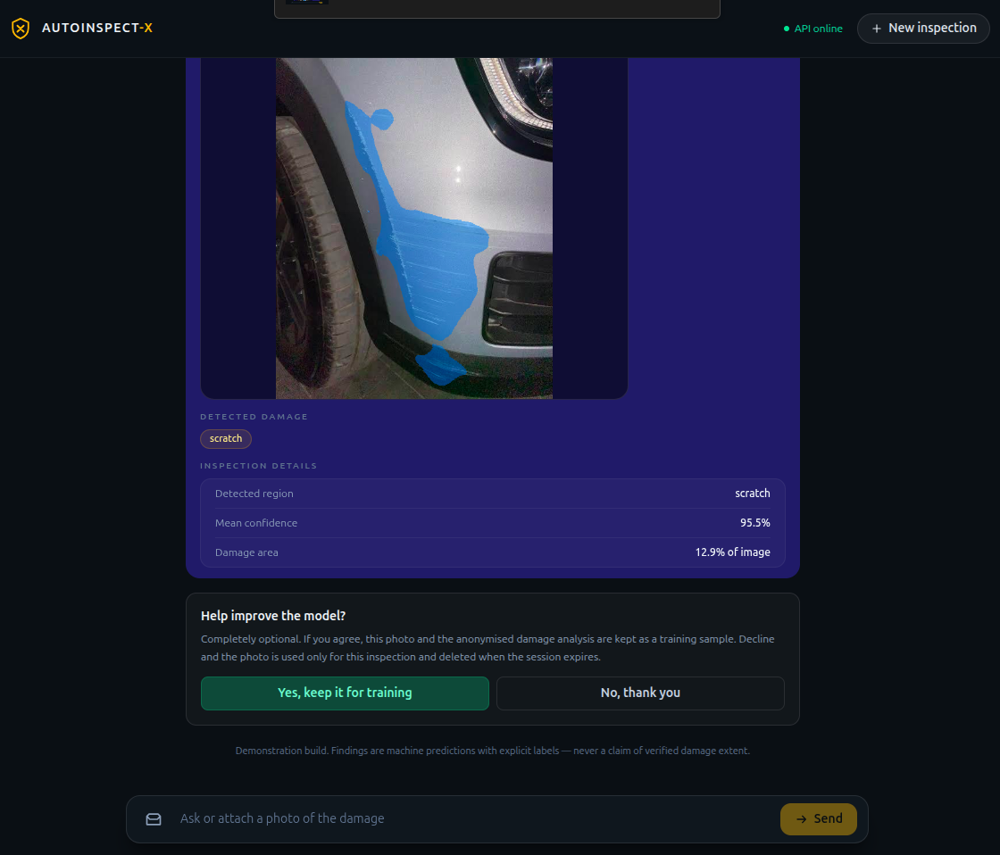 AUTOINSPECT-X
API online
+ New inspection
DETECTED DAMAGE
scratch
INSPECTION DETAILS
Detected region scratch
Mean confidence 95.5%
Damage area 12.9% of image
Help improve the model?
Completely optional. If you agree, this photo and the anonymised damage analysis are kept as a training sample. Decline
and the photo is used only for this inspection and deleted when the session expires.
Yes, keep it for training
No, thank you
Demonstration build. Findings are machine predictions with explicit labels — never a claim of verified damage extent.
Ask or attach a photo of the damage
→ Send